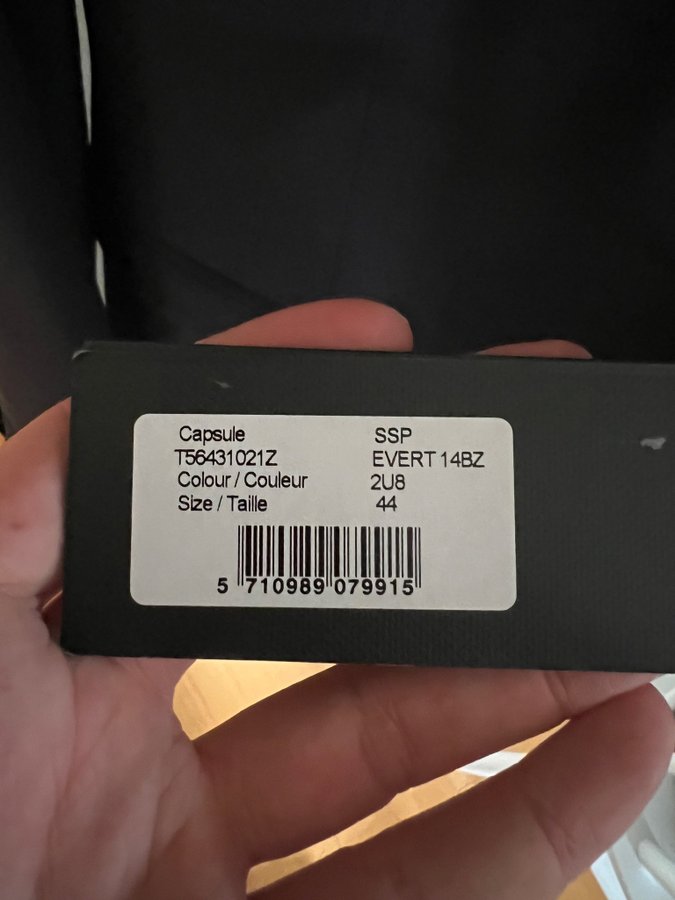 Capsule SSP
T56431021Z EVERT 14BZ
Colour / Couleur 2U8
Size / Taille 44
5 710989 079915